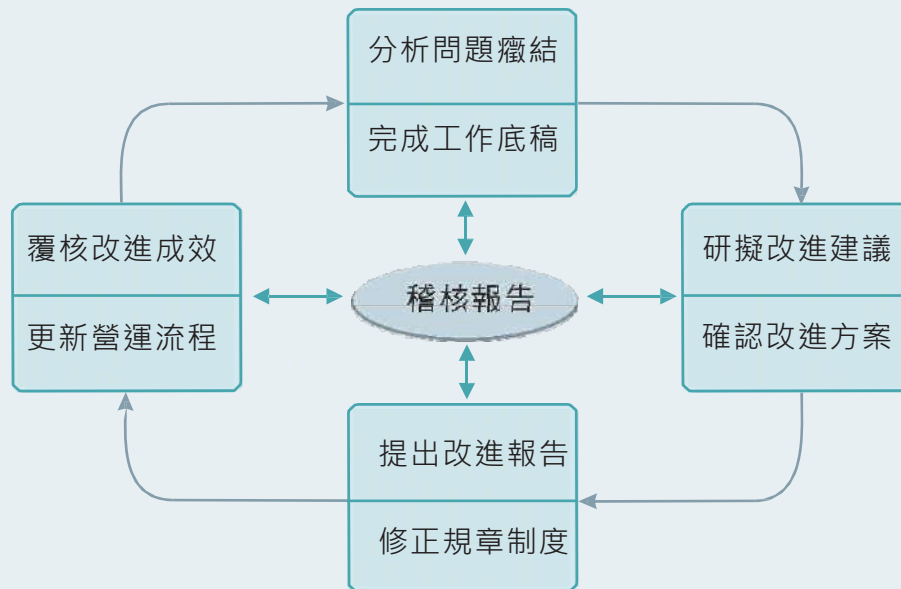 分析問題癥結
完成工作底稿
覆核改進成效
更新營運流程
稽核報告
研擬改進建議
確認改進方案
提出改進報告
修正規章制度